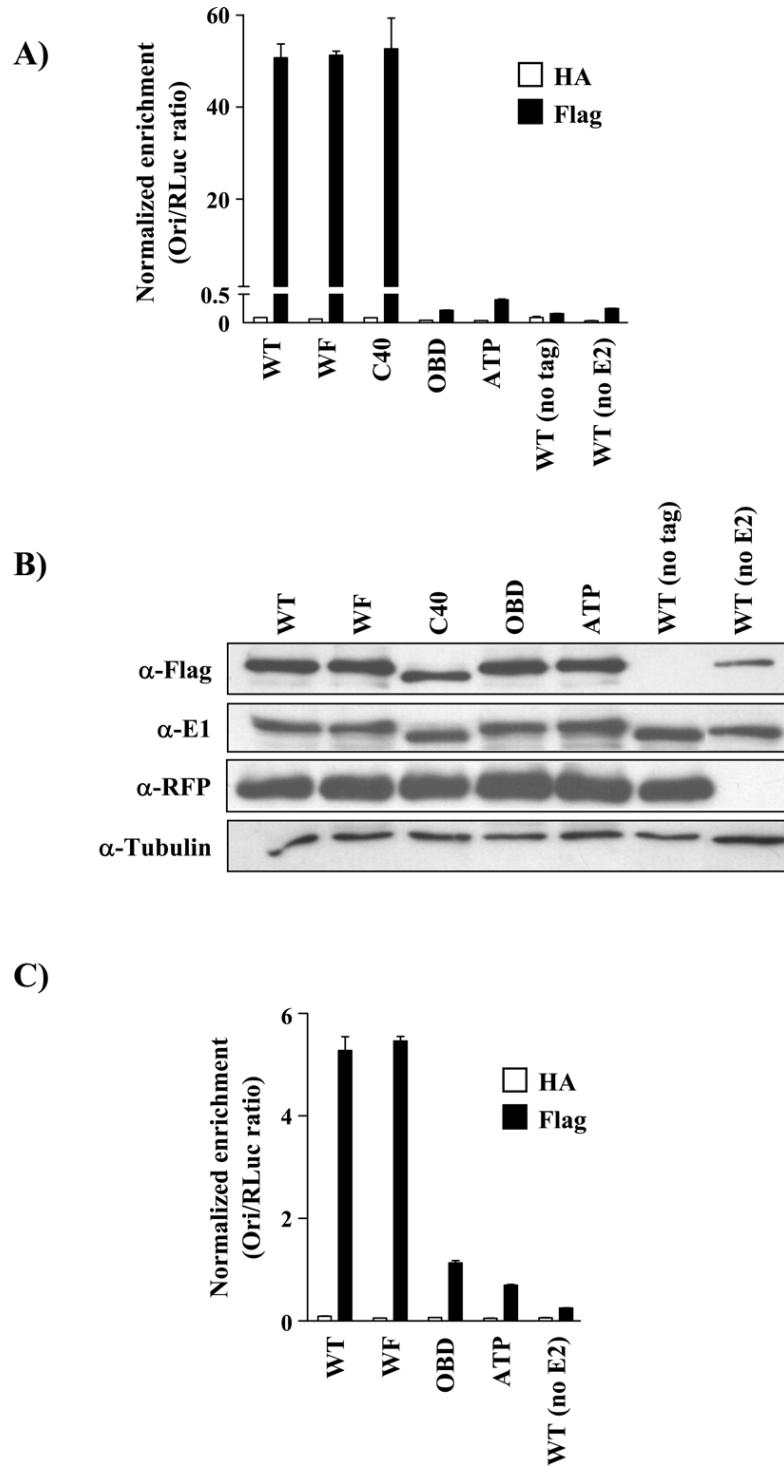 A)
Normalized enrichment
(Ori/RLuc ratio)
60
40
20
0.5
0
HA
Flag
WT
WF
C40
OBD
ATP
WT (no tag)
WT (no E2)
B)
WT
WF
C40
OBD
ATP
WT (no tag)
WT (no E2)
α-Flag
α-E1
α-RFP
α-Tubulin
C)
Normalized enrichment
(Ori/RLuc ratio)
6
4
2
0
HA
Flag
WT
WF
OBD
ATP
WT (no E2)